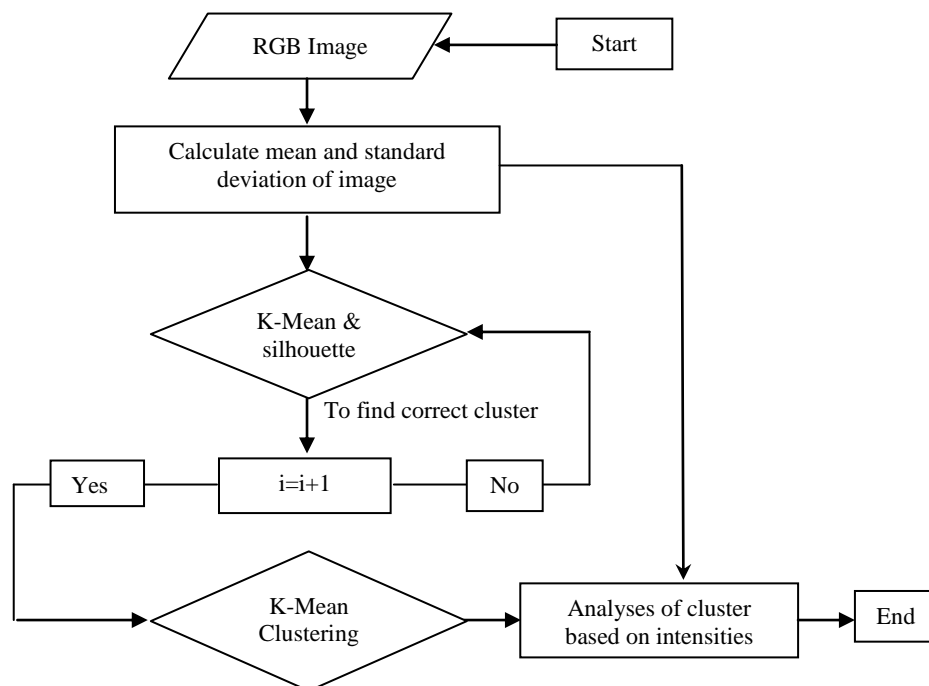 RGB Image
Start
Calculate mean and standard
deviation of image
K-Mean &
silhouette
To find correct cluster
Yes
i=i+1
No
K-Mean
Clustering
Analyses of cluster
based on intensities
End